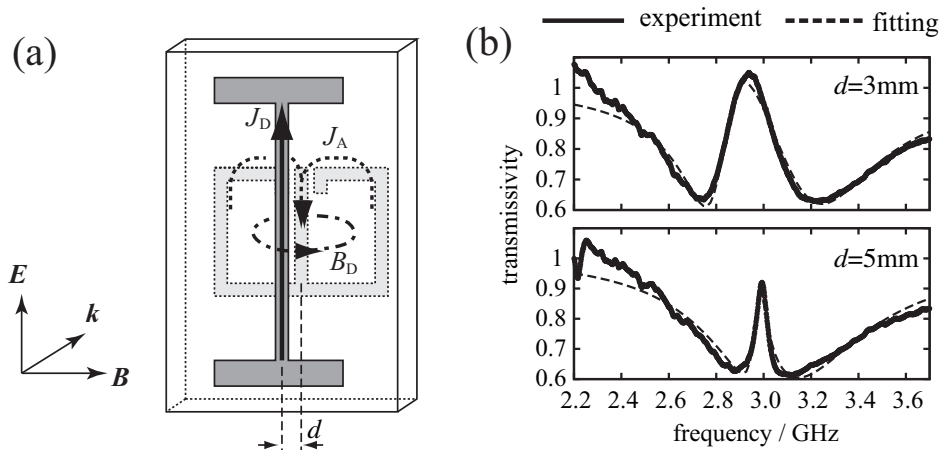 (a)
J_D
J_A
B_D
E
k
B
d
(b)
experiment
fitting
d=3mm
1
0.9
0.8
0.7
0.6
transmissivity
d=5mm
1
0.9
0.8
0.7
0.6
2.2 2.4 2.6 2.8 3.0 3.2 3.4 3.6
frequency / GHz